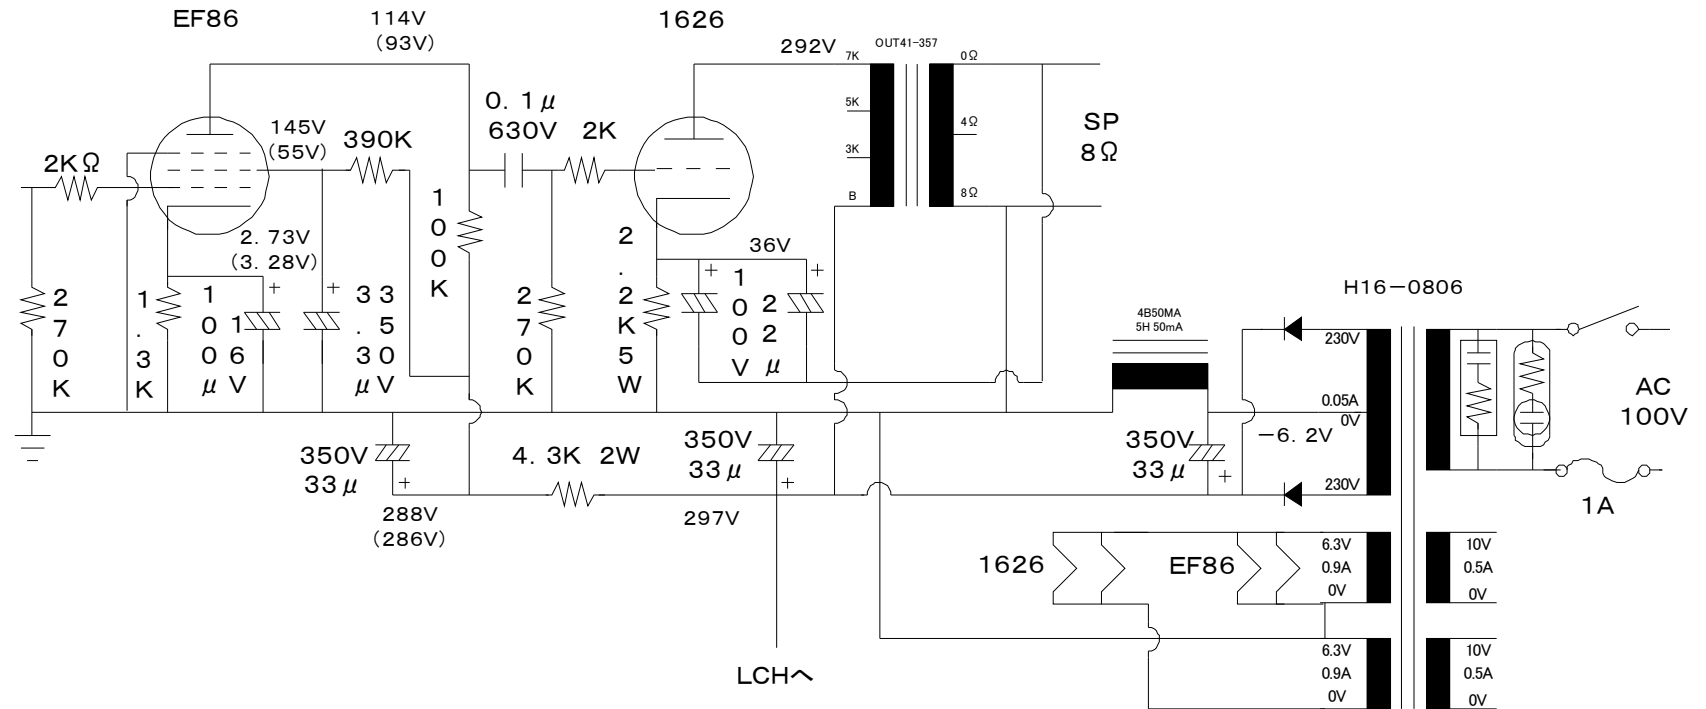 EF86
114V
(93V)
1626
292V
OUT41-357
7K
0Ω
5K
4Ω
3K
B
8Ω
SP
8Ω
0.1μ
630V
2K
145V
(55V)
390K
2KΩ
100K
2.73V
(3.28V)
36V
270K
1.3K
100μ
16V
3.3μ
350V
270K
2.2K5W
100V
22μ
H16-0806
4B50MA
5H 50mA
230V
0.05A
0V
-6.2V
230V
AC
100V
1A
350V
33μ
4.3K 2W
350V
33μ
350V
33μ
288V
(286V)
297V
1626
EF86
6.3V
0.9A
0V
10V
0.5A
0V
6.3V
0.9A
0V
10V
0.5A
0V
LCHへ